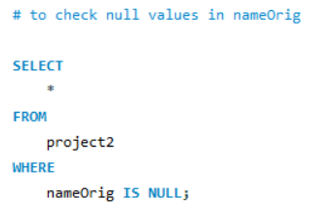 # to check null values in nameOrig
SELECT
*
FROM
project2
WHERE
nameOrig IS NULL;